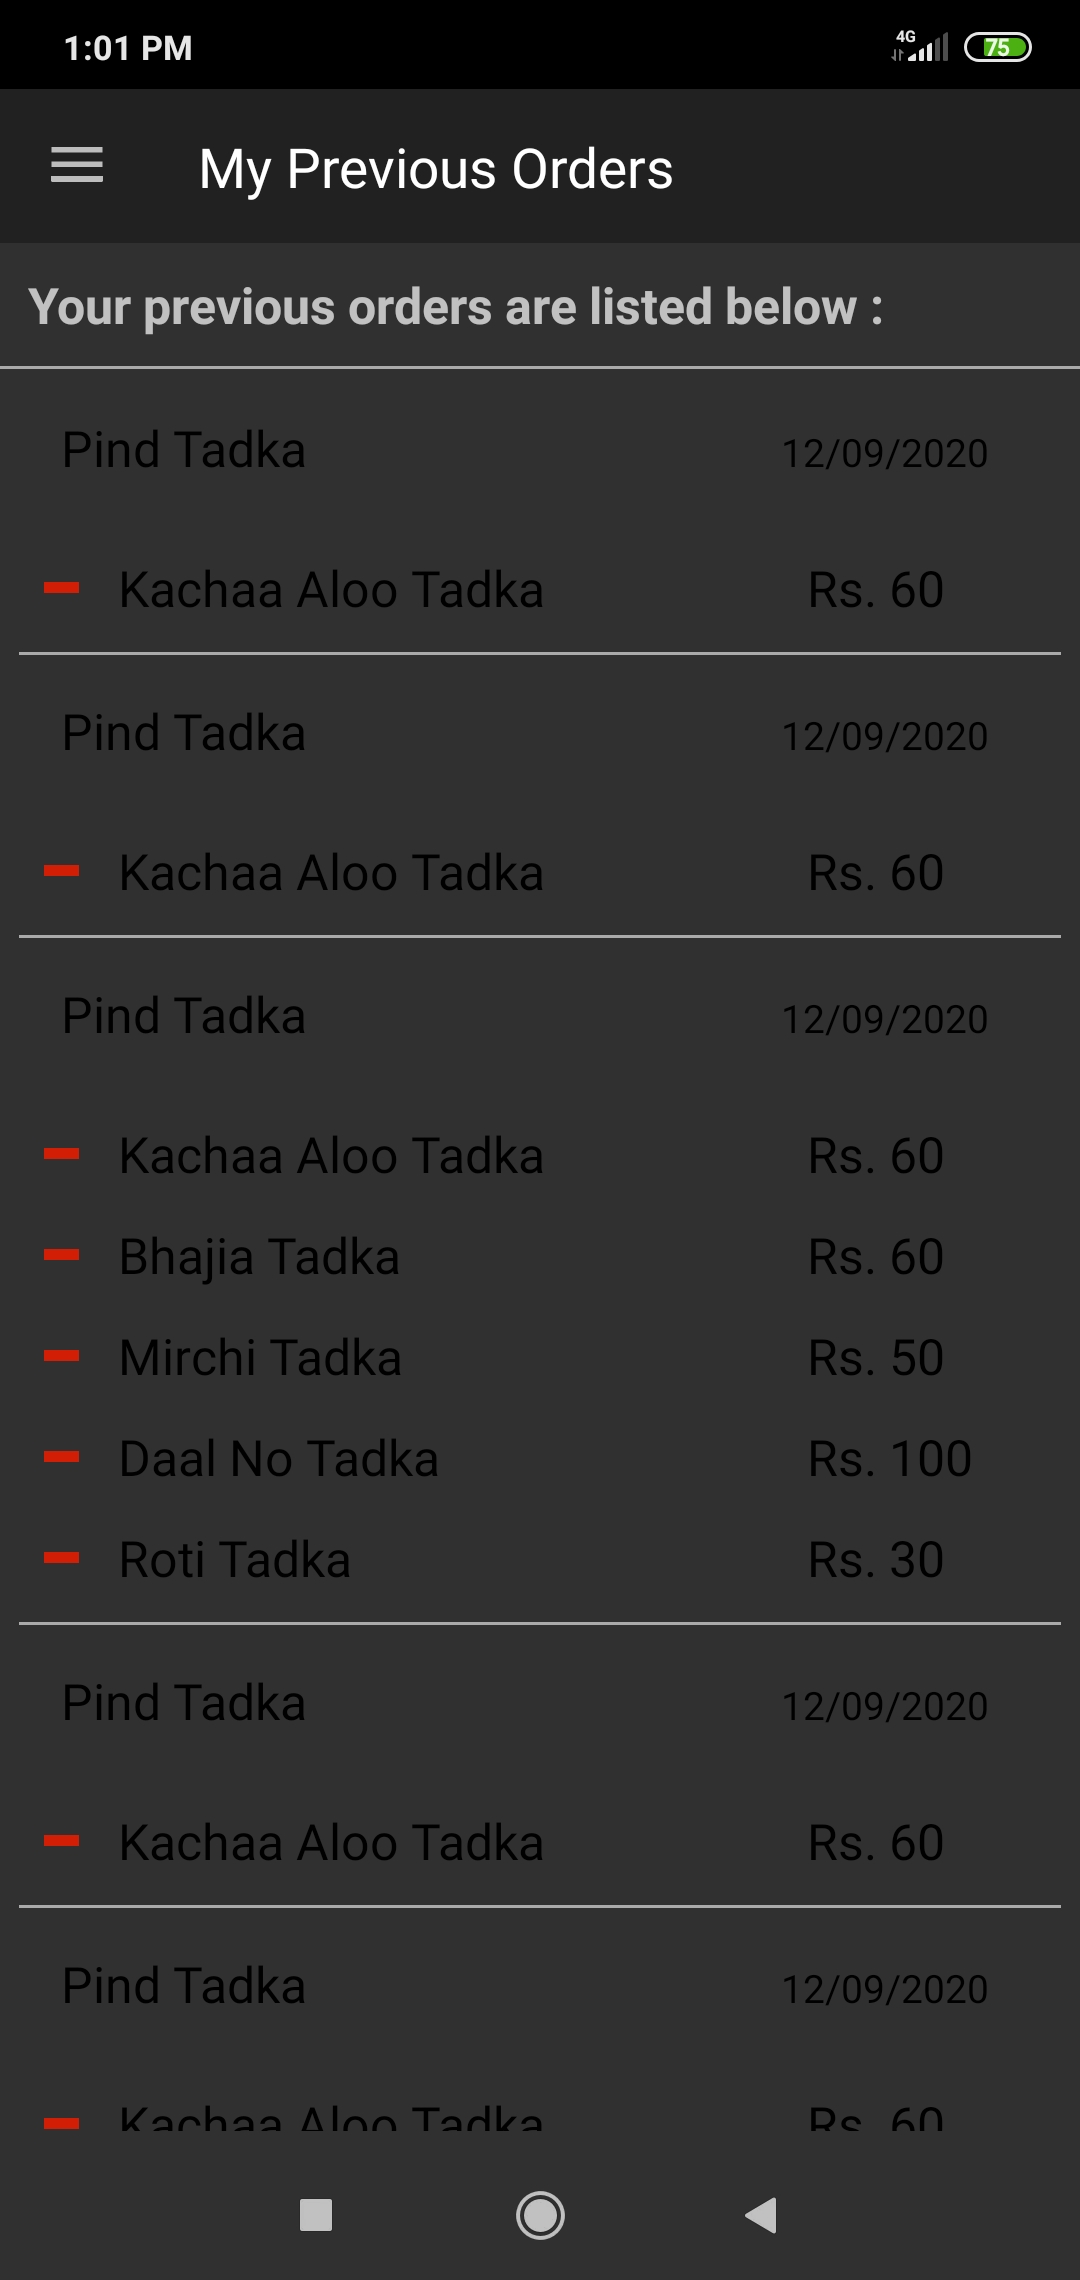 1:01 PM
4G
75
My Previous Orders
Your previous orders are listed below :
Pind Tadka 12/09/2020
Kachaa Aloo Tadka Rs. 60
Pind Tadka 12/09/2020
Kachaa Aloo Tadka Rs. 60
Pind Tadka 12/09/2020
Kachaa Aloo Tadka Rs. 60
Bhajia Tadka Rs. 60
Mirchi Tadka Rs. 50
Daal No Tadka Rs. 100
Roti Tadka Rs. 30
Pind Tadka 12/09/2020
Kachaa Aloo Tadka Rs. 60
Pind Tadka 12/09/2020
Kachaa Aloo Tadka Rs. 60